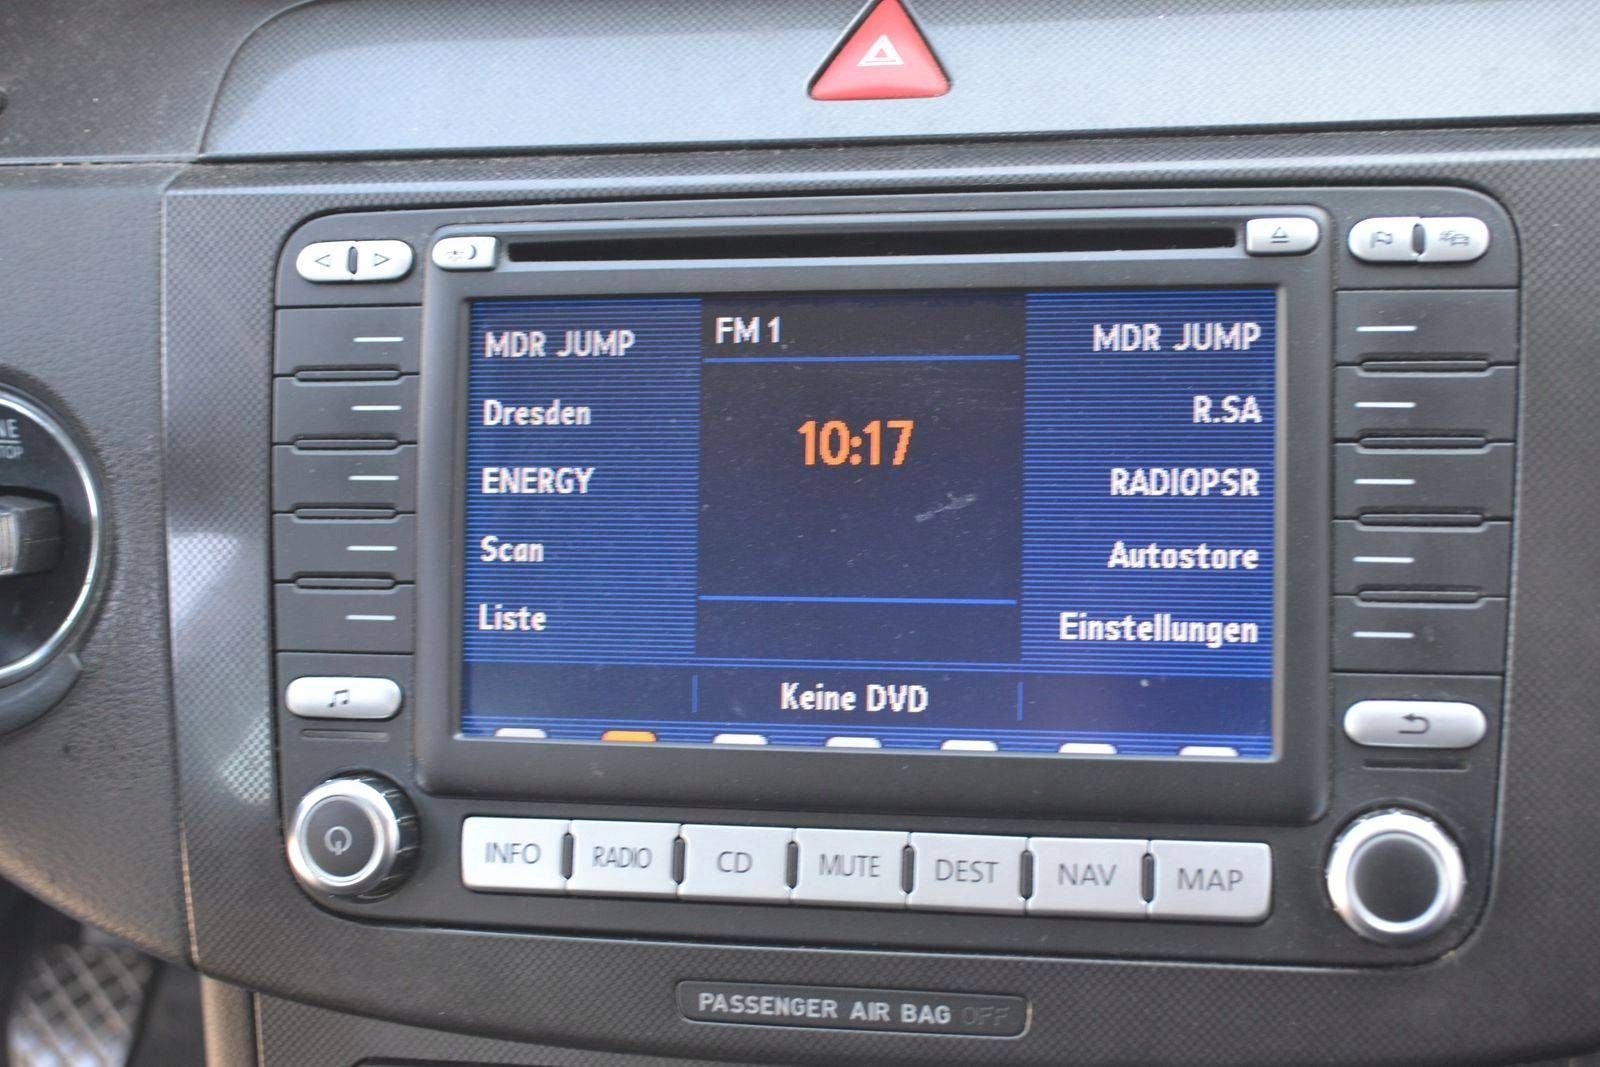 MDR JUMP
FM 1
MDR JUMP
Dresden
10:17
R.SA
ENERGY
RADIOPSR
Scan
Autostore
Liste
Einstellungen
Keine DVD
INFO
RADIO
CD
MUTE
DEST
NAV
MAP
PASSENGER AIR BAG OFF